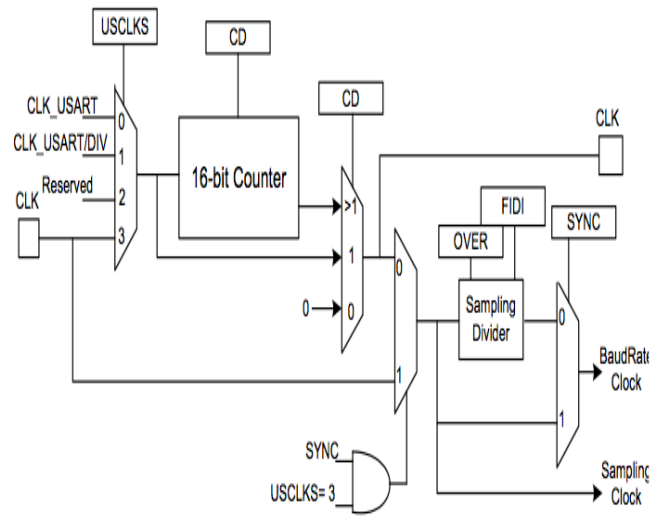 USCLKS
CD
CLK_USART
0
CLK_USART/DIV
1
Reserved
2
CLK
3
16-bit Counter
CD
>1
1
0
0
CLK
FIDI
OVER
SYNC
0
1
Sampling
Divider
0
1
BaudRate
Clock
Sampling
Clock
SYNC
USCLKS= 3